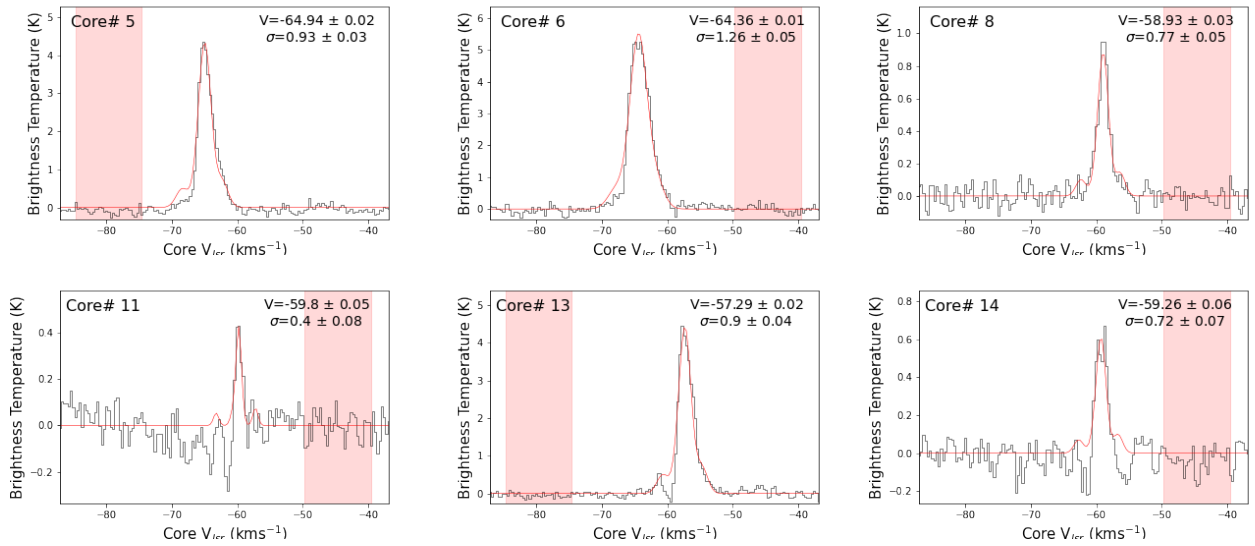 Core# 5
V=-64.94 ± 0.02
σ=0.93 ± 0.03
Brightness Temperature (K)
5
4
3
2
1
0
−80 −70 −60 −50 −40
Core V_lsr (kms⁻¹)
Core# 6
V=-64.36 ± 0.01
σ=1.26 ± 0.05
Brightness Temperature (K)
6
5
4
3
2
1
0
−80 −70 −60 −50 −40
Core V_lsr (kms⁻¹)
Core# 8
V=-58.93 ± 0.03
σ=0.77 ± 0.05
Brightness Temperature (K)
1.0
0.8
0.6
0.4
0.2
0.0
−80 −70 −60 −50 −40
Core V_lsr (kms⁻¹)
Core# 11
V=-59.8 ± 0.05
σ=0.4 ± 0.08
Brightness Temperature (K)
0.4
0.2
0.0
−0.2
−80 −70 −60 −50 −40
Core V_lsr (kms⁻¹)
Core# 13
V=-57.29 ± 0.02
σ=0.9 ± 0.04
Brightness Temperature (K)
5
4
3
2
1
0
−80 −70 −60 −50 −40
Core V_lsr (kms⁻¹)
Core# 14
V=-59.26 ± 0.06
σ=0.72 ± 0.07
Brightness Temperature (K)
0.8
0.6
0.4
0.2
0.0
−0.2
−80 −70 −60 −50 −40
Core V_lsr (kms⁻¹)